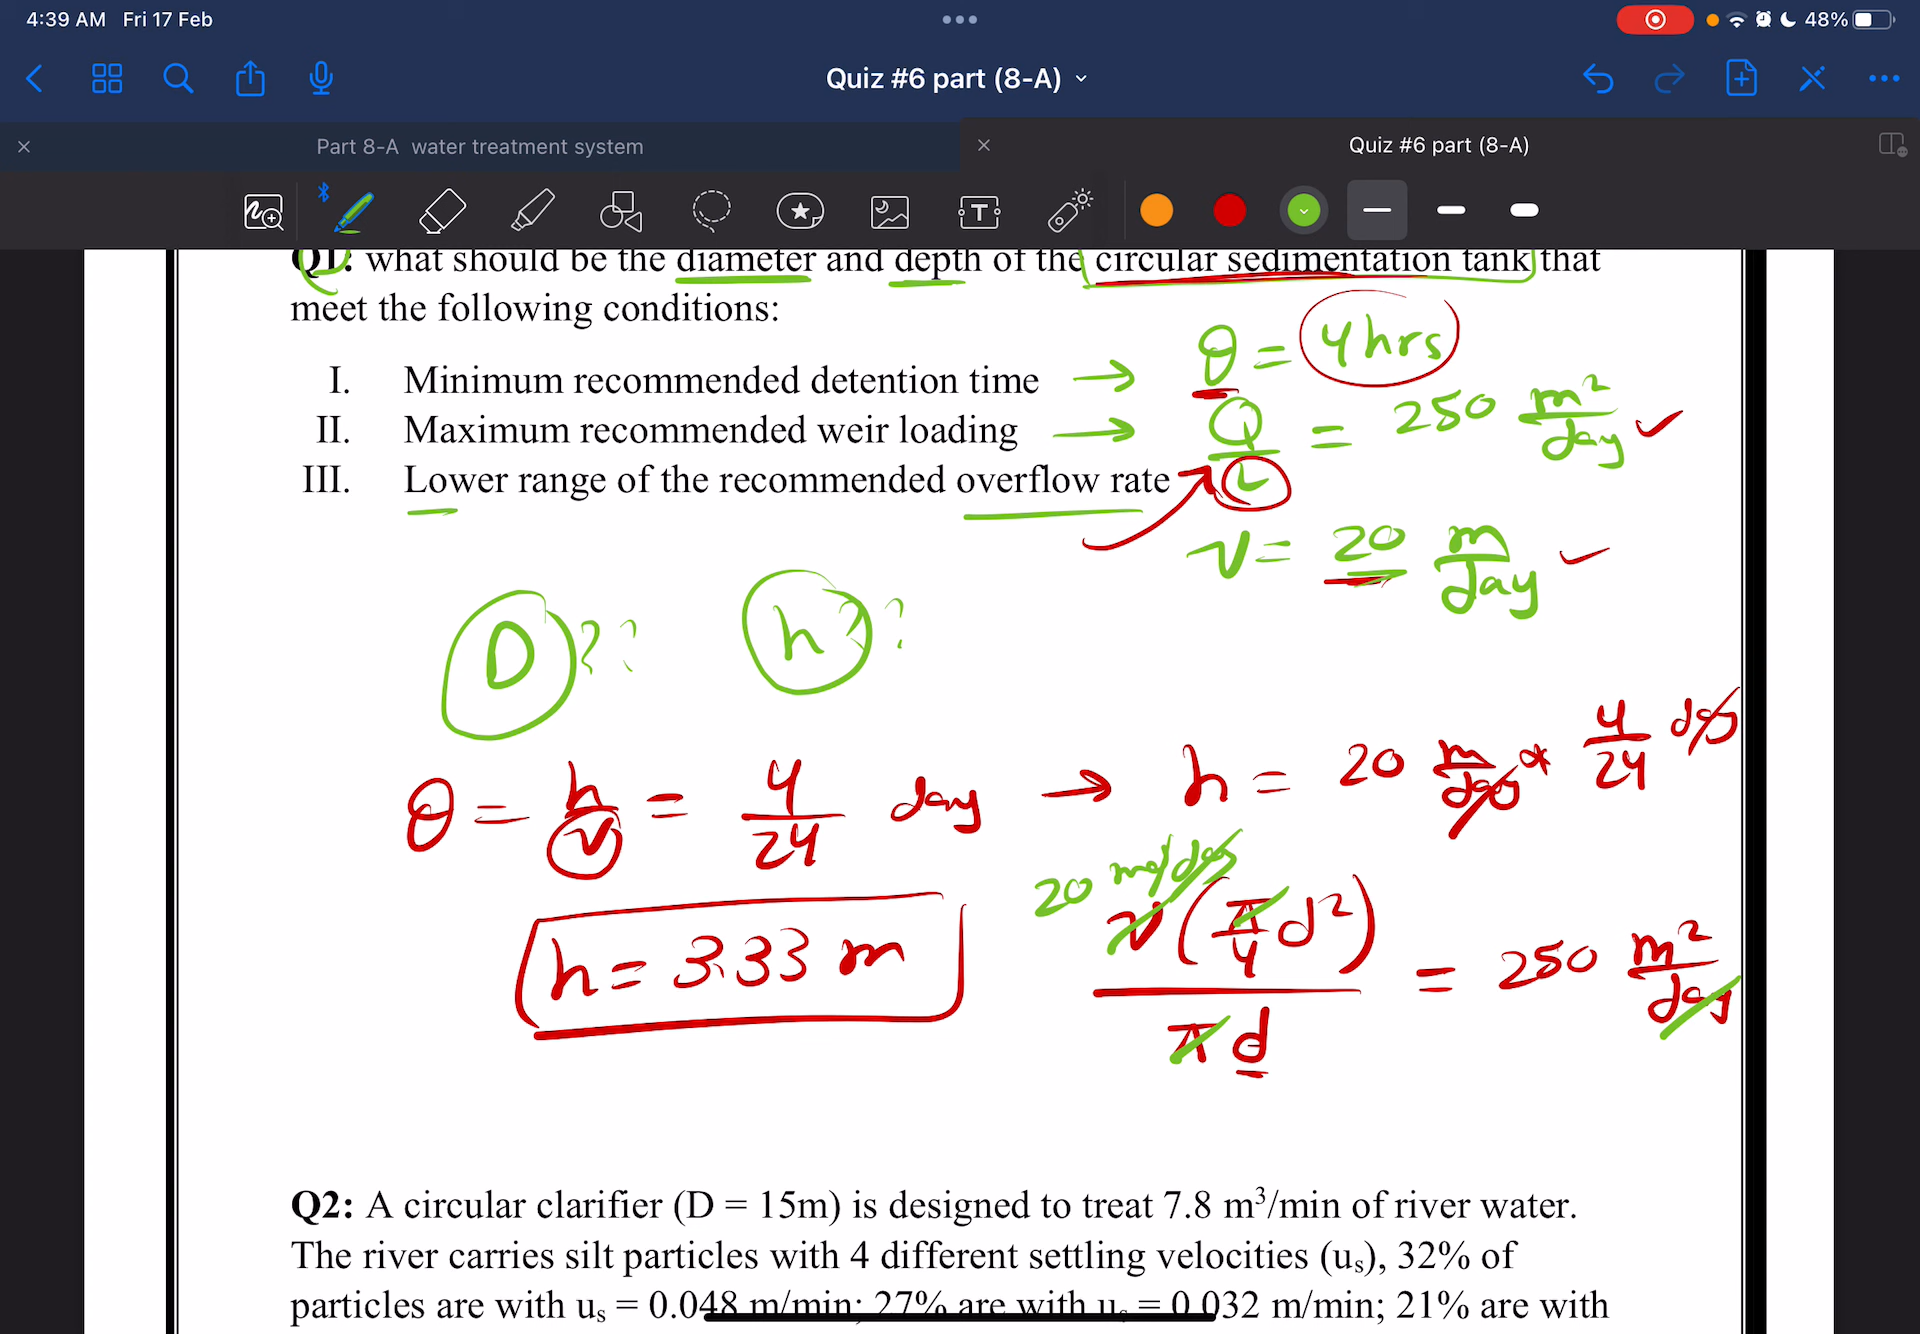 4:39 AM Fri 17 Feb
48%
Quiz #6 part (8-A)
Part 8-A water treatment system
Quiz #6 part (8-A)
Q1: what should be the diameter and depth of the circular sedimentation tank that
meet the following conditions:
I. Minimum recommended detention time → θ = 4 hrs
II. Maximum recommended weir loading → Q/L = 250 m²/day
III. Lower range of the recommended overflow rate
v = 20 m/day
D ?? h ??
θ = h/v = 4/24 day → h = 20 m/day * 4/24 day
20 m/day
h = 3.33 m
v(π/4 d²)/πd = 250 m²/day
Q2: A circular clarifier (D = 15m) is designed to treat 7.8 m³/min of river water.
The river carries silt particles with 4 different settling velocities (uₛ), 32% of
particles are with uₛ = 0.048 m/min; 27% are with uₛ = 0.032 m/min; 21% are with